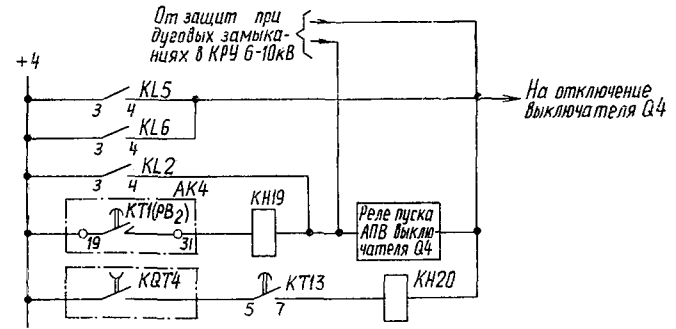 От защит при
дуговых замыка-
ниях в КРУ 6-10кВ
+4
KL5
3 4
На отключение
выключателя Q4
KL6
3 4
KL2
3 4
АК4
KT1(РВ2)
19 31
KH19
Реле пуска
АПВ выклю-
чателя Q4
KQT4
KT13
5 7
KH20